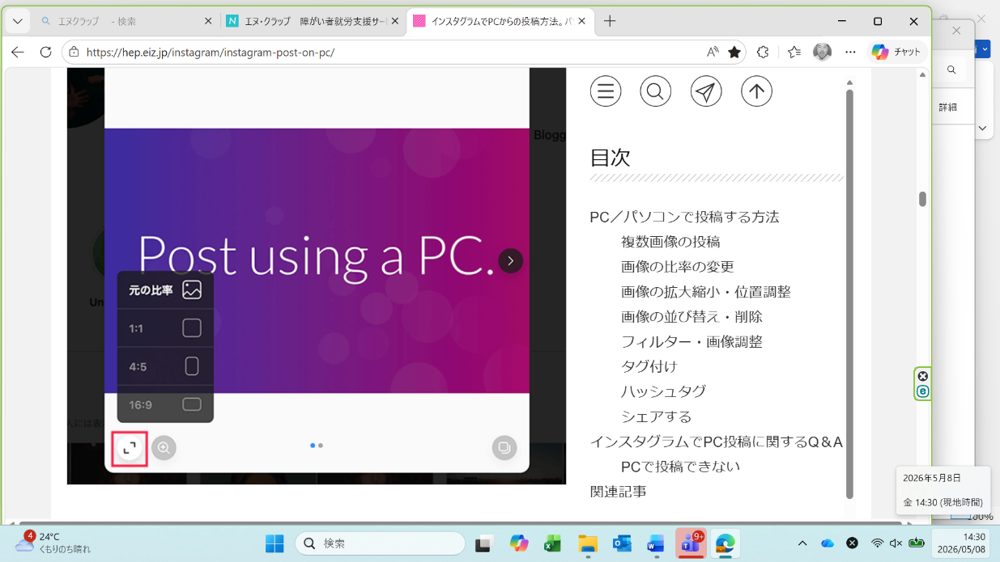 エヌクラップ - 検索
エヌ・クラップ 障がい者就労支援サー
インスタグラムでPCからの投稿方法。パ
https://hep.eiz.jp/instagram/instagram-post-on-pc/
チャット
詳細
Blogg
Post using a PC.
元の比率
1:1
4:5
16:9
Un
目次
PC／パソコンで投稿する方法
複数画像の投稿
画像の比率の変更
画像の拡大縮小・位置調整
画像の並び替え・削除
フィルター・画像調整
タグ付け
ハッシュタグ
シェアする
インスタグラムでPC投稿に関するQ＆A
PCで投稿できない
関連記事
2026年5月8日
金 14:30 (現地時間)
100%
4
24°C
くもりのち晴れ
検索
9+
14:30
2026/05/08